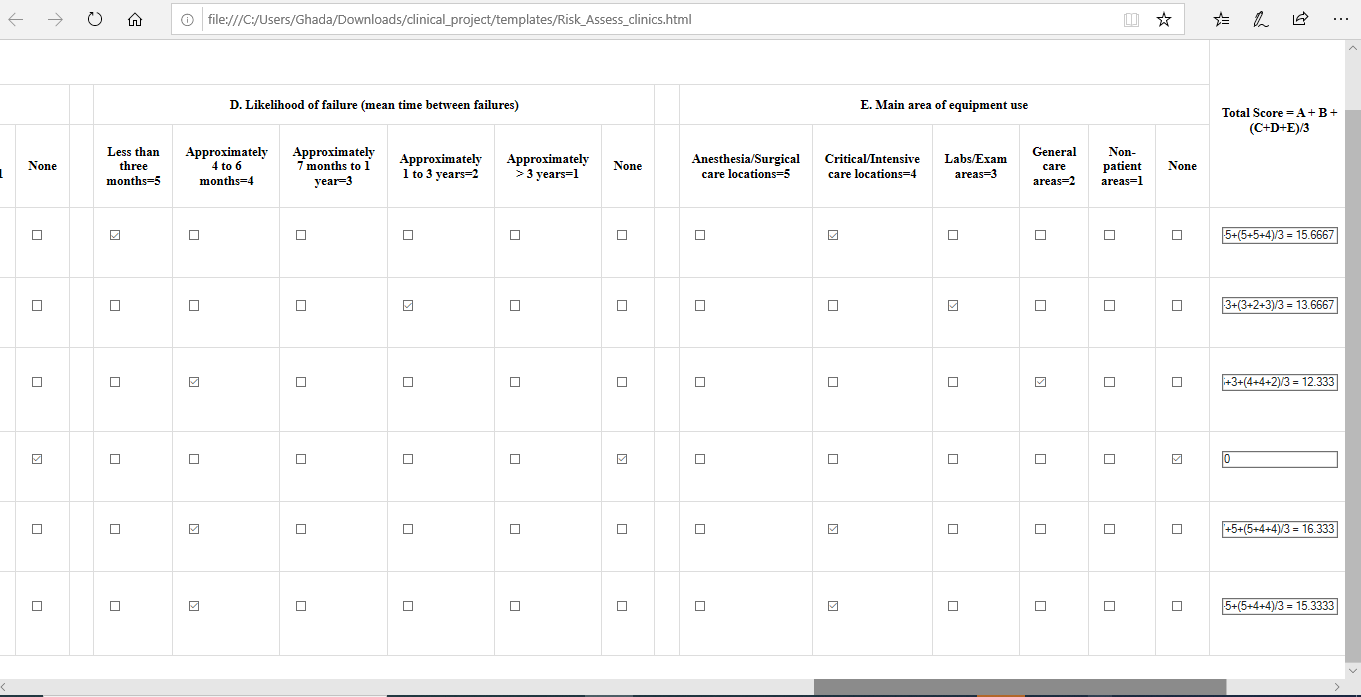 file:///C:/Users/Ghada/Downloads/clinical_project/templates/Risk_Assess_clinics.html
D. Likelihood of failure (mean time between failures)
E. Main area of equipment use
Total Score = A + B +
(C+D+E)/3
None
Less than
three
months=5
Approximately
4 to 6
months=4
Approximately
7 months to 1
year=3
Approximately
1 to 3 years=2
Approximately
> 3 years=1
None
Anesthesia/Surgical
care locations=5
Critical/Intensive
care locations=4
Labs/Exam
areas=3
General
care
areas=2
Non-
patient
areas=1
None
5+(5+5+4)/3 = 15.6667
3+(3+2+3)/3 = 13.6667
+3+(4+4+2)/3 = 12.333
0
+5+(5+4+4)/3 = 16.333
5+(5+4+4)/3 = 15.3333